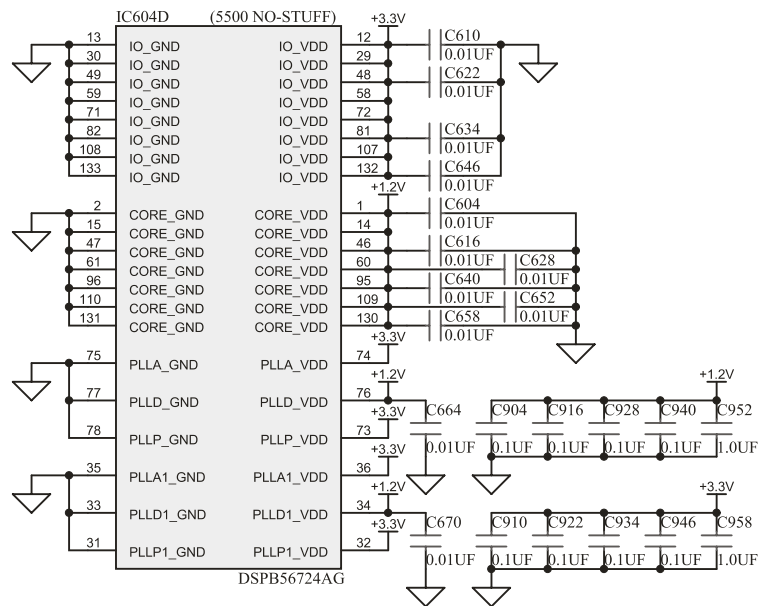 IC604D (5500 NO-STUFF) +3.3V
13 IO_GND IO_VDD 12 C610
0.01UF
30 IO_GND IO_VDD 29
49 IO_GND IO_VDD 48 C622
0.01UF
59 IO_GND IO_VDD 58
71 IO_GND IO_VDD 72
82 IO_GND IO_VDD 81 C634
0.01UF
108 IO_GND IO_VDD 107
133 IO_GND IO_VDD 132 C646
0.01UF
+1.2V
2 CORE_GND CORE_VDD 1 C604
0.01UF
15 CORE_GND CORE_VDD 14
47 CORE_GND CORE_VDD 46 C616
0.01UF
61 CORE_GND CORE_VDD 60 C628
0.01UF
96 CORE_GND CORE_VDD 95 C640
0.01UF
110 CORE_GND CORE_VDD 109 C652
0.01UF
131 CORE_GND CORE_VDD 130 C658
0.01UF
+3.3V
75 PLLA_GND PLLA_VDD 74
+1.2V +1.2V
77 PLLD_GND PLLD_VDD 76 C664 C904 C916 C928 C940 C952
+3.3V
78 PLLP_GND PLLP_VDD 73 0.01UF 0.1UF 0.1UF 0.1UF 0.1UF 1.0UF
+3.3V
35 PLLA1_GND PLLA1_VDD 36
+1.2V +3.3V
33 PLLD1_GND PLLD1_VDD 34 C670 C910 C922 C934 C946 C958
+3.3V
31 PLLP1_GND PLLP1_VDD 32 0.01UF 0.1UF 0.1UF 0.1UF 0.1UF 1.0UF
DSPB56724AG